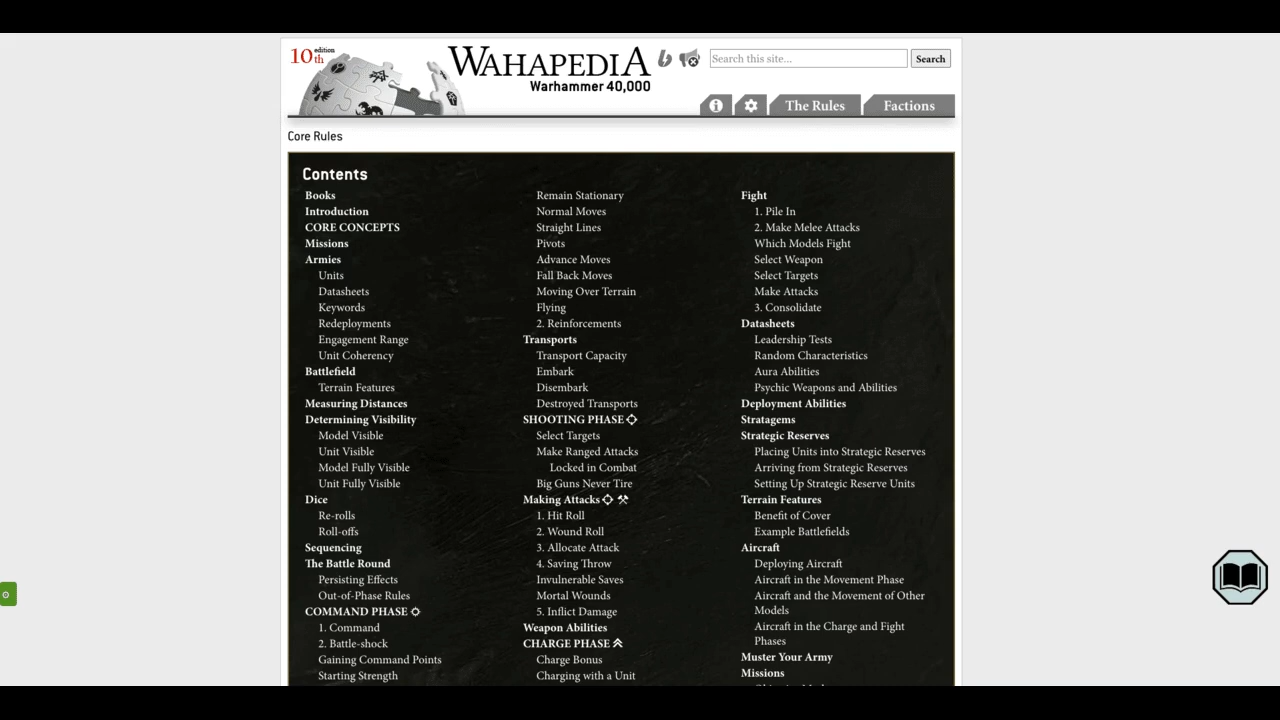 10th edition
WAHAPEDIA
Warhammer 40,000
Search this site...
Search
The Rules
Factions
Core Rules
Contents
Books
Introduction
CORE CONCEPTS
Missions
Armies
Units
Datasheets
Keywords
Redeployments
Engagement Range
Unit Coherency
Battlefield
Terrain Features
Measuring Distances
Determining Visibility
Model Visible
Unit Visible
Model Fully Visible
Unit Fully Visible
Dice
Re-rolls
Roll-offs
Sequencing
The Battle Round
Persisting Effects
Out-of-Phase Rules
COMMAND PHASE
1. Command
2. Battle-shock
Gaining Command Points
Starting Strength
Remain Stationary
Normal Moves
Straight Lines
Pivots
Advance Moves
Fall Back Moves
Moving Over Terrain
Flying
2. Reinforcements
Transports
Transport Capacity
Embark
Disembark
Destroyed Transports
SHOOTING PHASE
Select Targets
Make Ranged Attacks
Locked in Combat
Big Guns Never Tire
Making Attacks
1. Hit Roll
2. Wound Roll
3. Allocate Attack
4. Saving Throw
Invulnerable Saves
Mortal Wounds
5. Inflict Damage
Weapon Abilities
CHARGE PHASE
Charge Bonus
Charging with a Unit
Fight
1. Pile In
2. Make Melee Attacks
Which Models Fight
Select Weapon
Select Targets
Make Attacks
3. Consolidate
Datasheets
Leadership Tests
Random Characteristics
Aura Abilities
Psychic Weapons and Abilities
Deployment Abilities
Stratagems
Strategic Reserves
Placing Units into Strategic Reserves
Arriving from Strategic Reserves
Setting Up Strategic Reserve Units
Terrain Features
Benefit of Cover
Example Battlefields
Aircraft
Deploying Aircraft
Aircraft in the Movement Phase
Aircraft and the Movement of Other
Models
Aircraft in the Charge and Fight
Phases
Muster Your Army
Missions